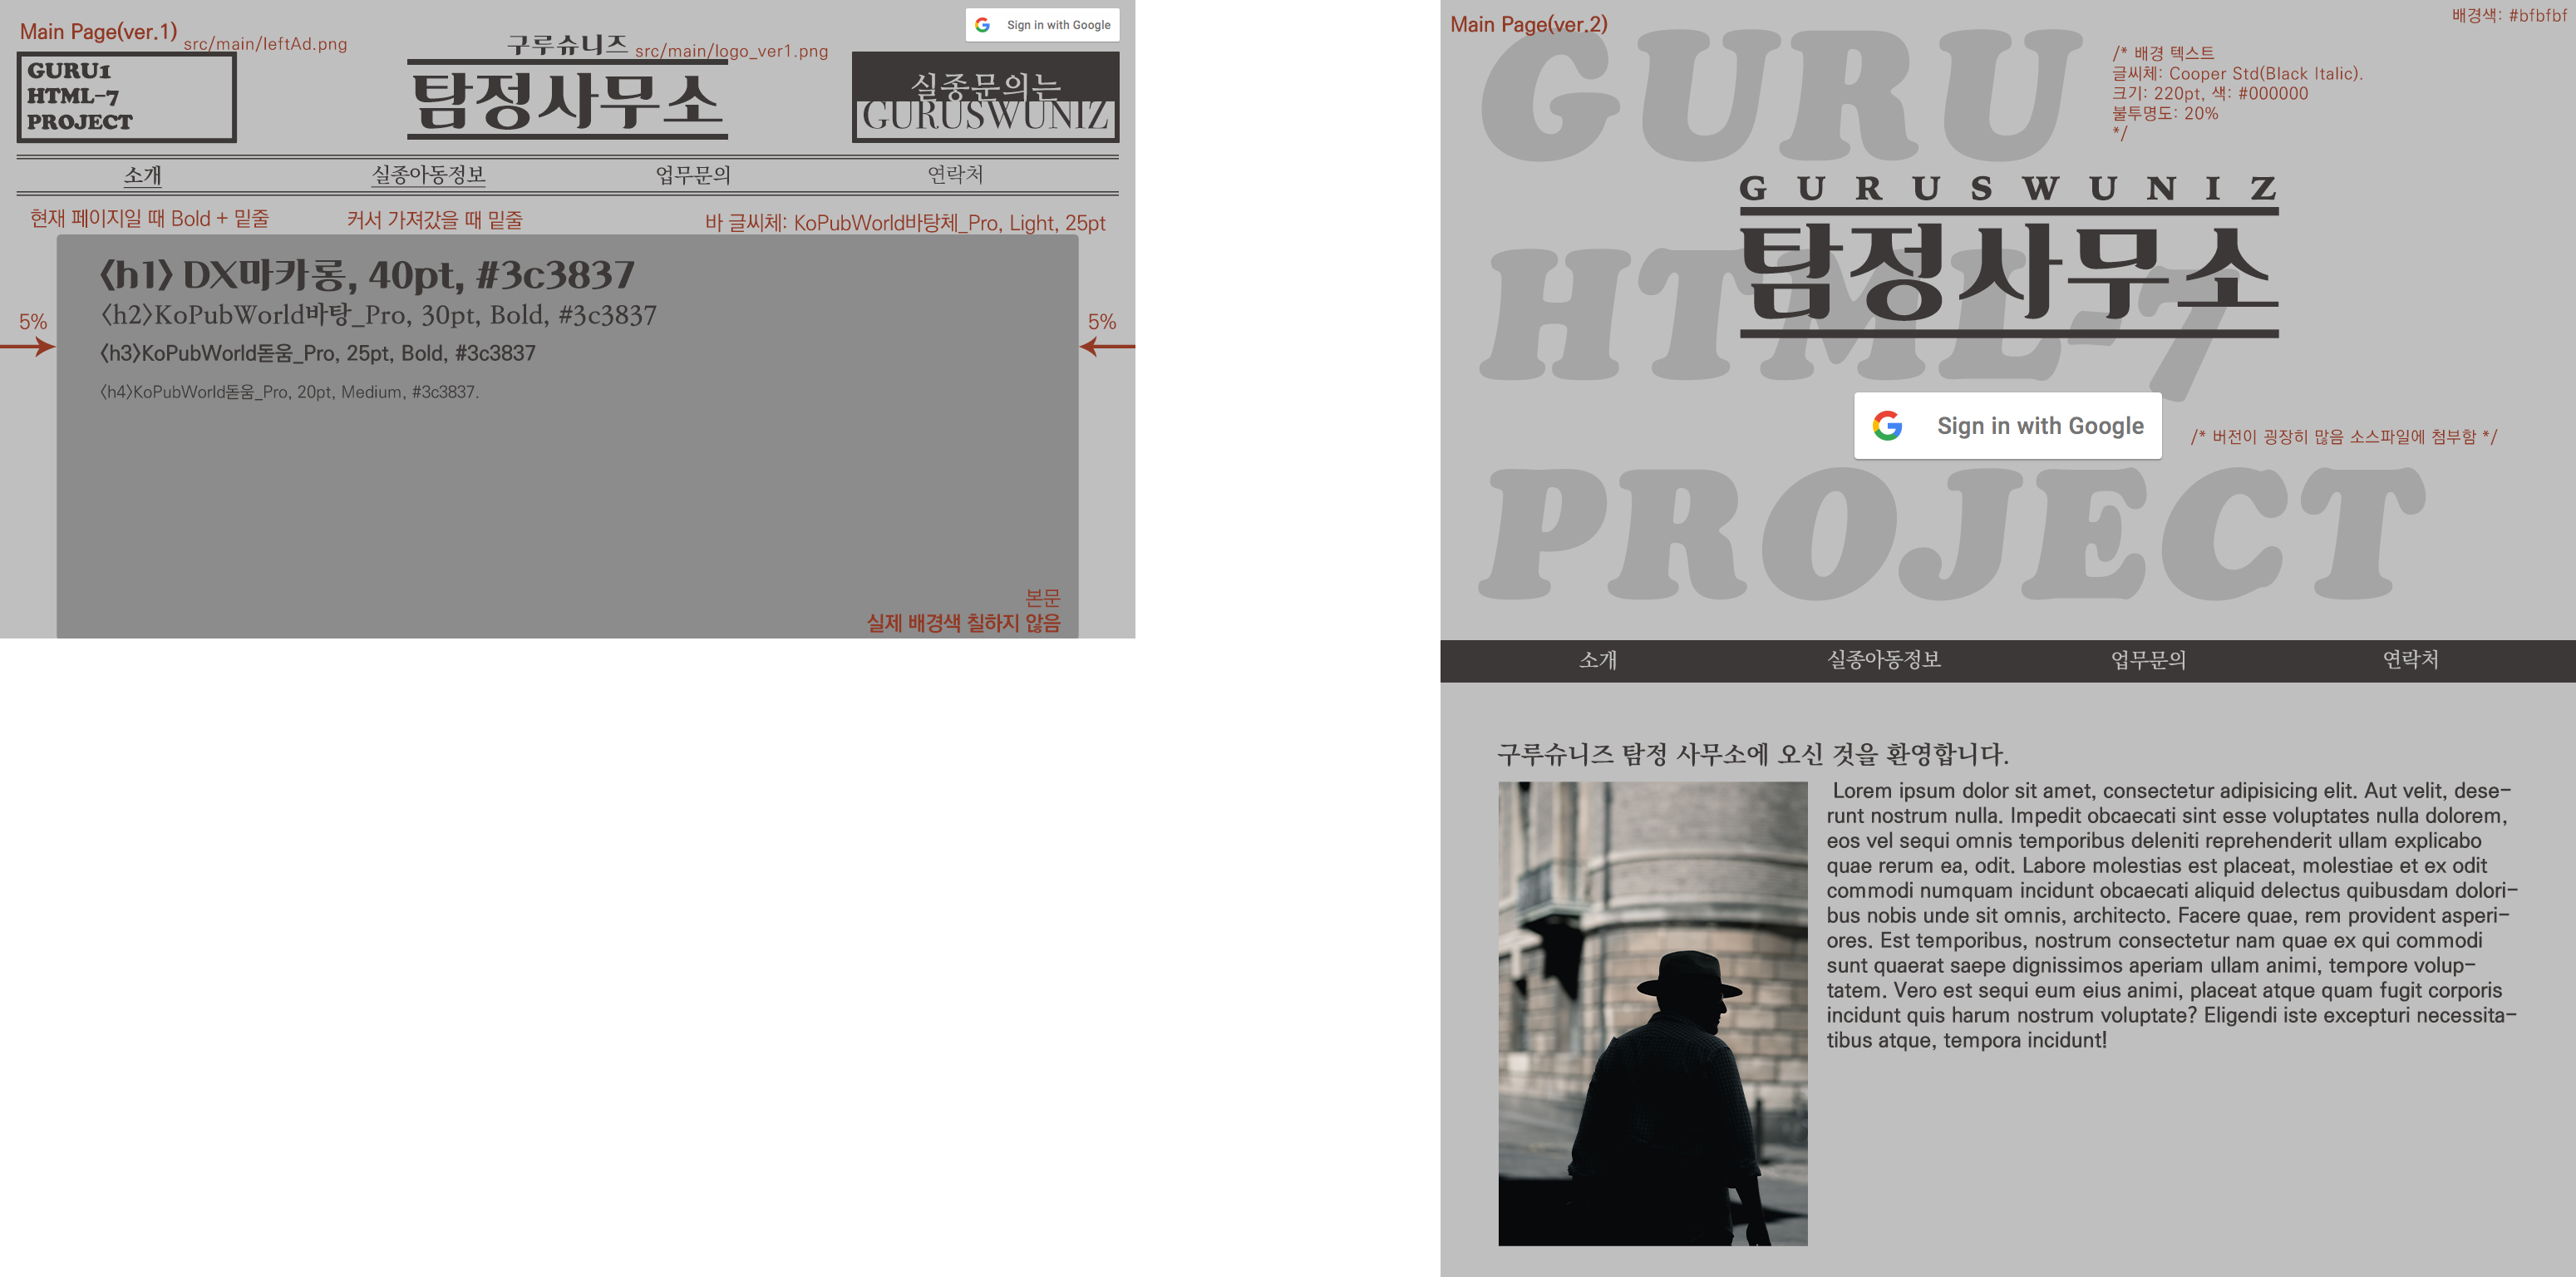 Main Page(ver.1)
src/main/leftAd.png
Sign in with Google
구루슈니즈
src/main/logo_ver1.png
GURU1
HTML-7
PROJECT
탐정사무소
실종문의는
GURUSWUNIZ
소개 실종아동정보 업무문의 연락처
현재 페이지일 때 Bold + 밑줄
커서 가져갔을 때 밑줄
바 글씨체: KoPubWorld바탕체_Pro, Light, 25pt
<h1> DX마카롱, 40pt, #3c3837
<h2>KoPubWorld바탕_Pro, 30pt, Bold, #3c3837
<h3>KoPubWorld돋움_Pro, 25pt, Bold, #3c3837
<h4>KoPubWorld돋움_Pro, 20pt, Medium, #3c3837.
5%
5%
본문
실제 배경색 칠하지 않음
Main Page(ver.2)
배경색: #bfbfbf
/* 배경 텍스트
글씨체: Cooper Std(Black Italic).
크기: 220pt, 색: #000000
불투명도: 20%
*/
GURU
HTML-7
PROJECT
GURUSWUNIZ
탐정사무소
Sign in with Google
/* 버전이 굉장히 많음 소스파일에 첨부함 */
소개 실종아동정보 업무문의 연락처
구루슈니즈 탐정 사무소에 오신 것을 환영합니다.
Lorem ipsum dolor sit amet, consectetur adipisicing elit. Aut velit, dese-
runt nostrum nulla. Impedit obcaecati sint esse voluptates nulla dolorem,
eos vel sequi omnis temporibus deleniti reprehenderit ullam explicabo
quae rerum ea, odit. Labore molestias est placeat, molestiae et ex odit
commodi numquam incidunt obcaecati aliquid delectus quibusdam dolori-
bus nobis unde sit omnis, architecto. Facere quae, rem provident asperi-
ores. Est temporibus, nostrum consectetur nam quae ex qui commodi
sunt quaerat saepe dignissimos aperiam ullam animi, tempore volup-
tatem. Vero est sequi eum eius animi, placeat atque quam fugit corporis
incidunt quis harum nostrum voluptate? Eligendi iste excepturi necessita-
tibus atque, tempora incidunt!